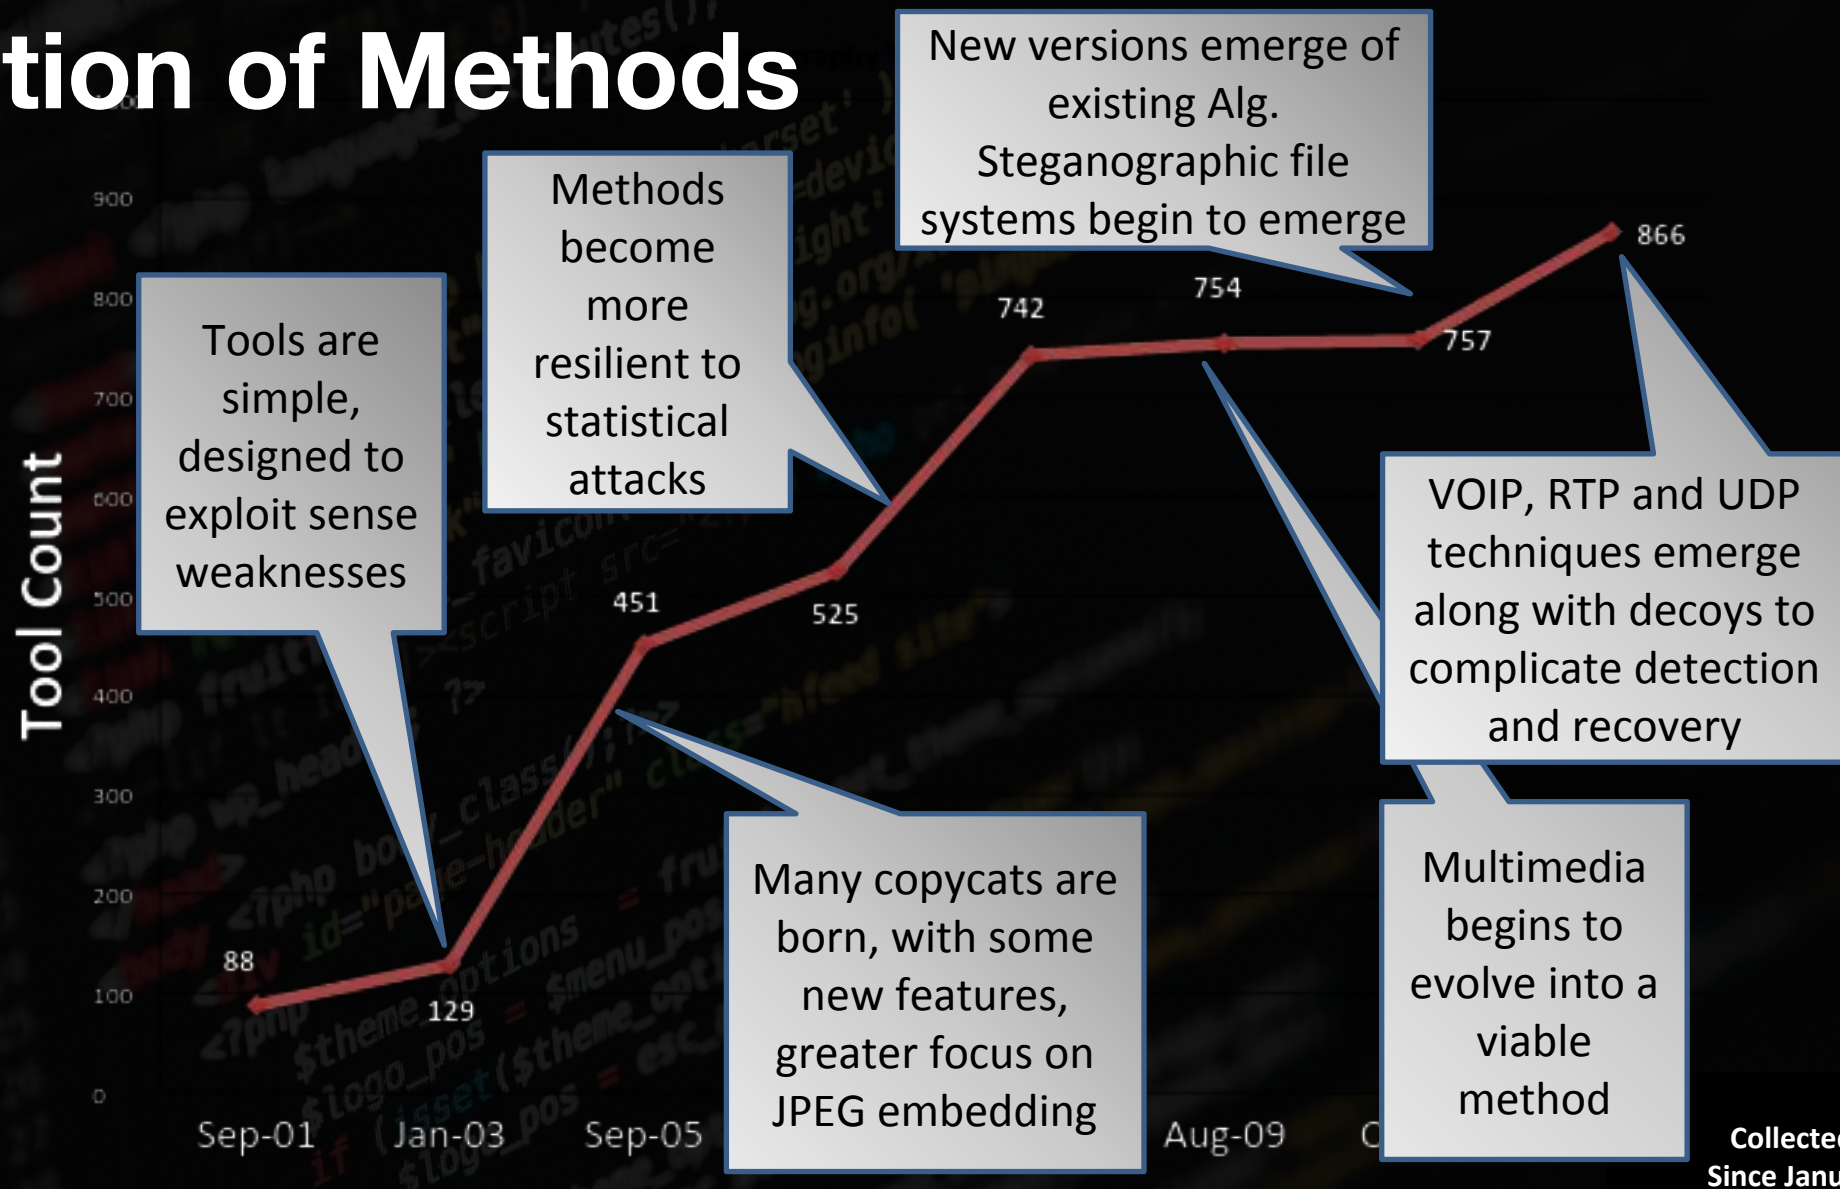 tion of Methods
New versions emerge of
existing Alg.
Steganographic file
systems begin to emerge
Methods
become
more
resilient to
statistical
attacks
Tools are
simple,
designed to
exploit sense
weaknesses
VOIP, RTP and UDP
techniques emerge
along with decoys to
complicate detection
and recovery
Many copycats are
born, with some
new features,
greater focus on
JPEG embedding
Multimedia
begins to
evolve into a
viable
method
Tool Count
900
800
700
600
500
400
300
200
100
0
88
129
451
525
742
754
757
866
Sep-01
Jan-03
Sep-05
Aug-09
Collected
Since Janu